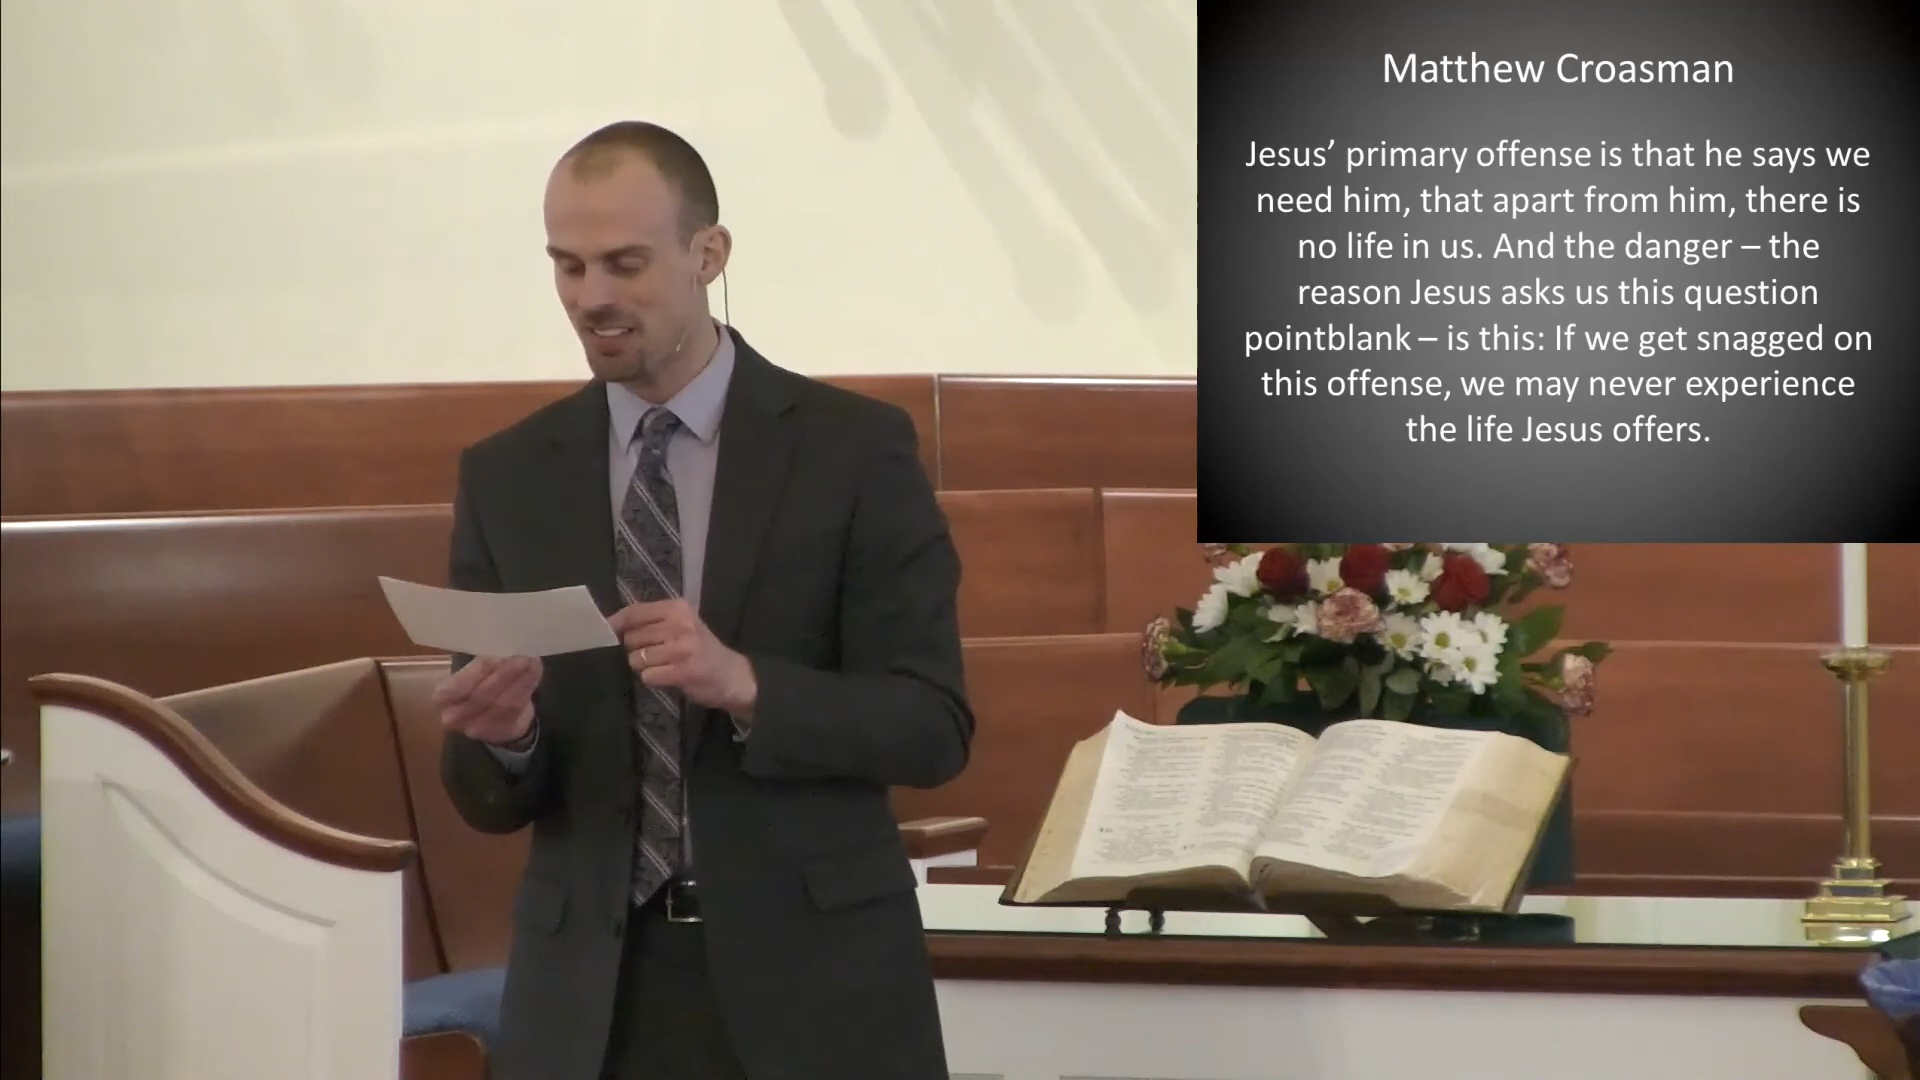 Matthew Croasman
Jesus’ primary offense is that he says we
need him, that apart from him, there is
no life in us. And the danger – the
reason Jesus asks us this question
pointblank – is this: If we get snagged on
this offense, we may never experience
the life Jesus offers.